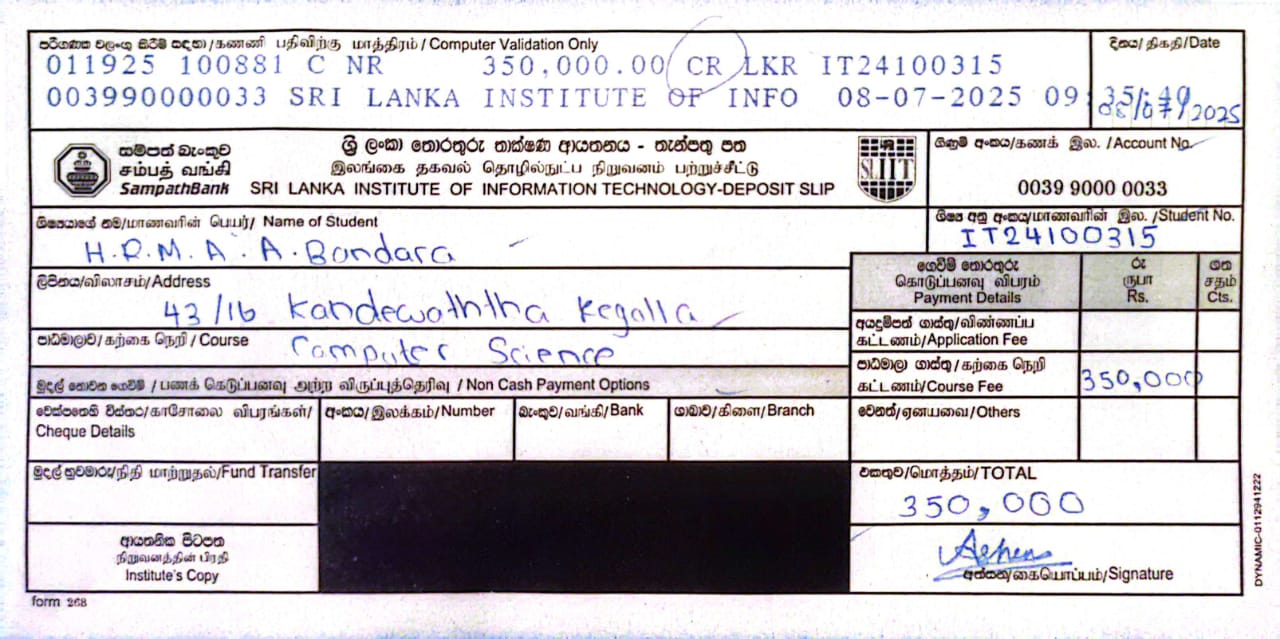 පරිගණක වලංගු කිරීම් සඳහා/கணணி பதிவிற்கு மாத்திரம்/Computer Validation Only
දිනය/திகதி/Date
011925 100881 C NR 350,000.00 CR LKR IT24100315
003990000033 SRI LANKA INSTITUTE OF INFO 08-07-2025 09:35:49
08/07/2025
සම්පත් බැංකුව
சம்பத் வங்கி
SampathBank
ශ්‍රී ලංකා තොරතුරු තාක්ෂණ ආයතනය - තැන්පතු පත
இலங்கை தகவல் தொழில்நுட்ப நிறுவனம் பற்றுச்சீட்டு
SRI LANKA INSTITUTE OF INFORMATION TECHNOLOGY-DEPOSIT SLIP
SLIIT
ගිණුම් අංකය/கணக் இல. /Account No.
0039 9000 0033
ශිෂ්‍යයාගේ නම/மாணவரின் பெயர்/ Name of Student
H.R.M.A.A.Bandara
ශිෂ්‍ය අනු අංකය/மாணவரின் இல. /Student No.
IT24100315
ලිපිනය/விலாசம்/Address
43/16 Kandewaththa Kegalla
පාඨමාලාව/கற்கை நெறி/Course
Computer Science
ගෙවීම් තොරතුරු
கொடுப்பனவு விபரம்
Payment Details
රු
ரூபா
Rs.
ශත
சதம்
Cts.
අයදුම්පත් ගාස්තු/விண்ணப்ப
கட்டணம்/Application Fee
පාඨමාලා ගාස්තු/கற்கை நெறி
கட்டணம்/Course Fee
350,000
මුදල් නොවන ගෙවීම්/பணக் கெடுப்பனவு அற்ற விருப்புத்தெரிவு / Non Cash Payment Options
චෙක්පතෙහි විස්තර/காசோலை விபரங்கள்/
Cheque Details
අංකය/இலக்கம்/Number
බැංකුව/வங்கி/Bank
ශාඛාව/கிளை/Branch
වෙනත්/ஏனயவை/Others
මුදල් හුවමාරු/நிதி மாற்றுதல்/Fund Transfer
එකතුව/மொத்தம்/TOTAL
350,000
ආයතනික පිටපත
நிறுவனத்தின் பிரதி
Institute's Copy
Ashen
අත්සන/கையொப்பம்/Signature
form 268
DYNAMIC-0112941222